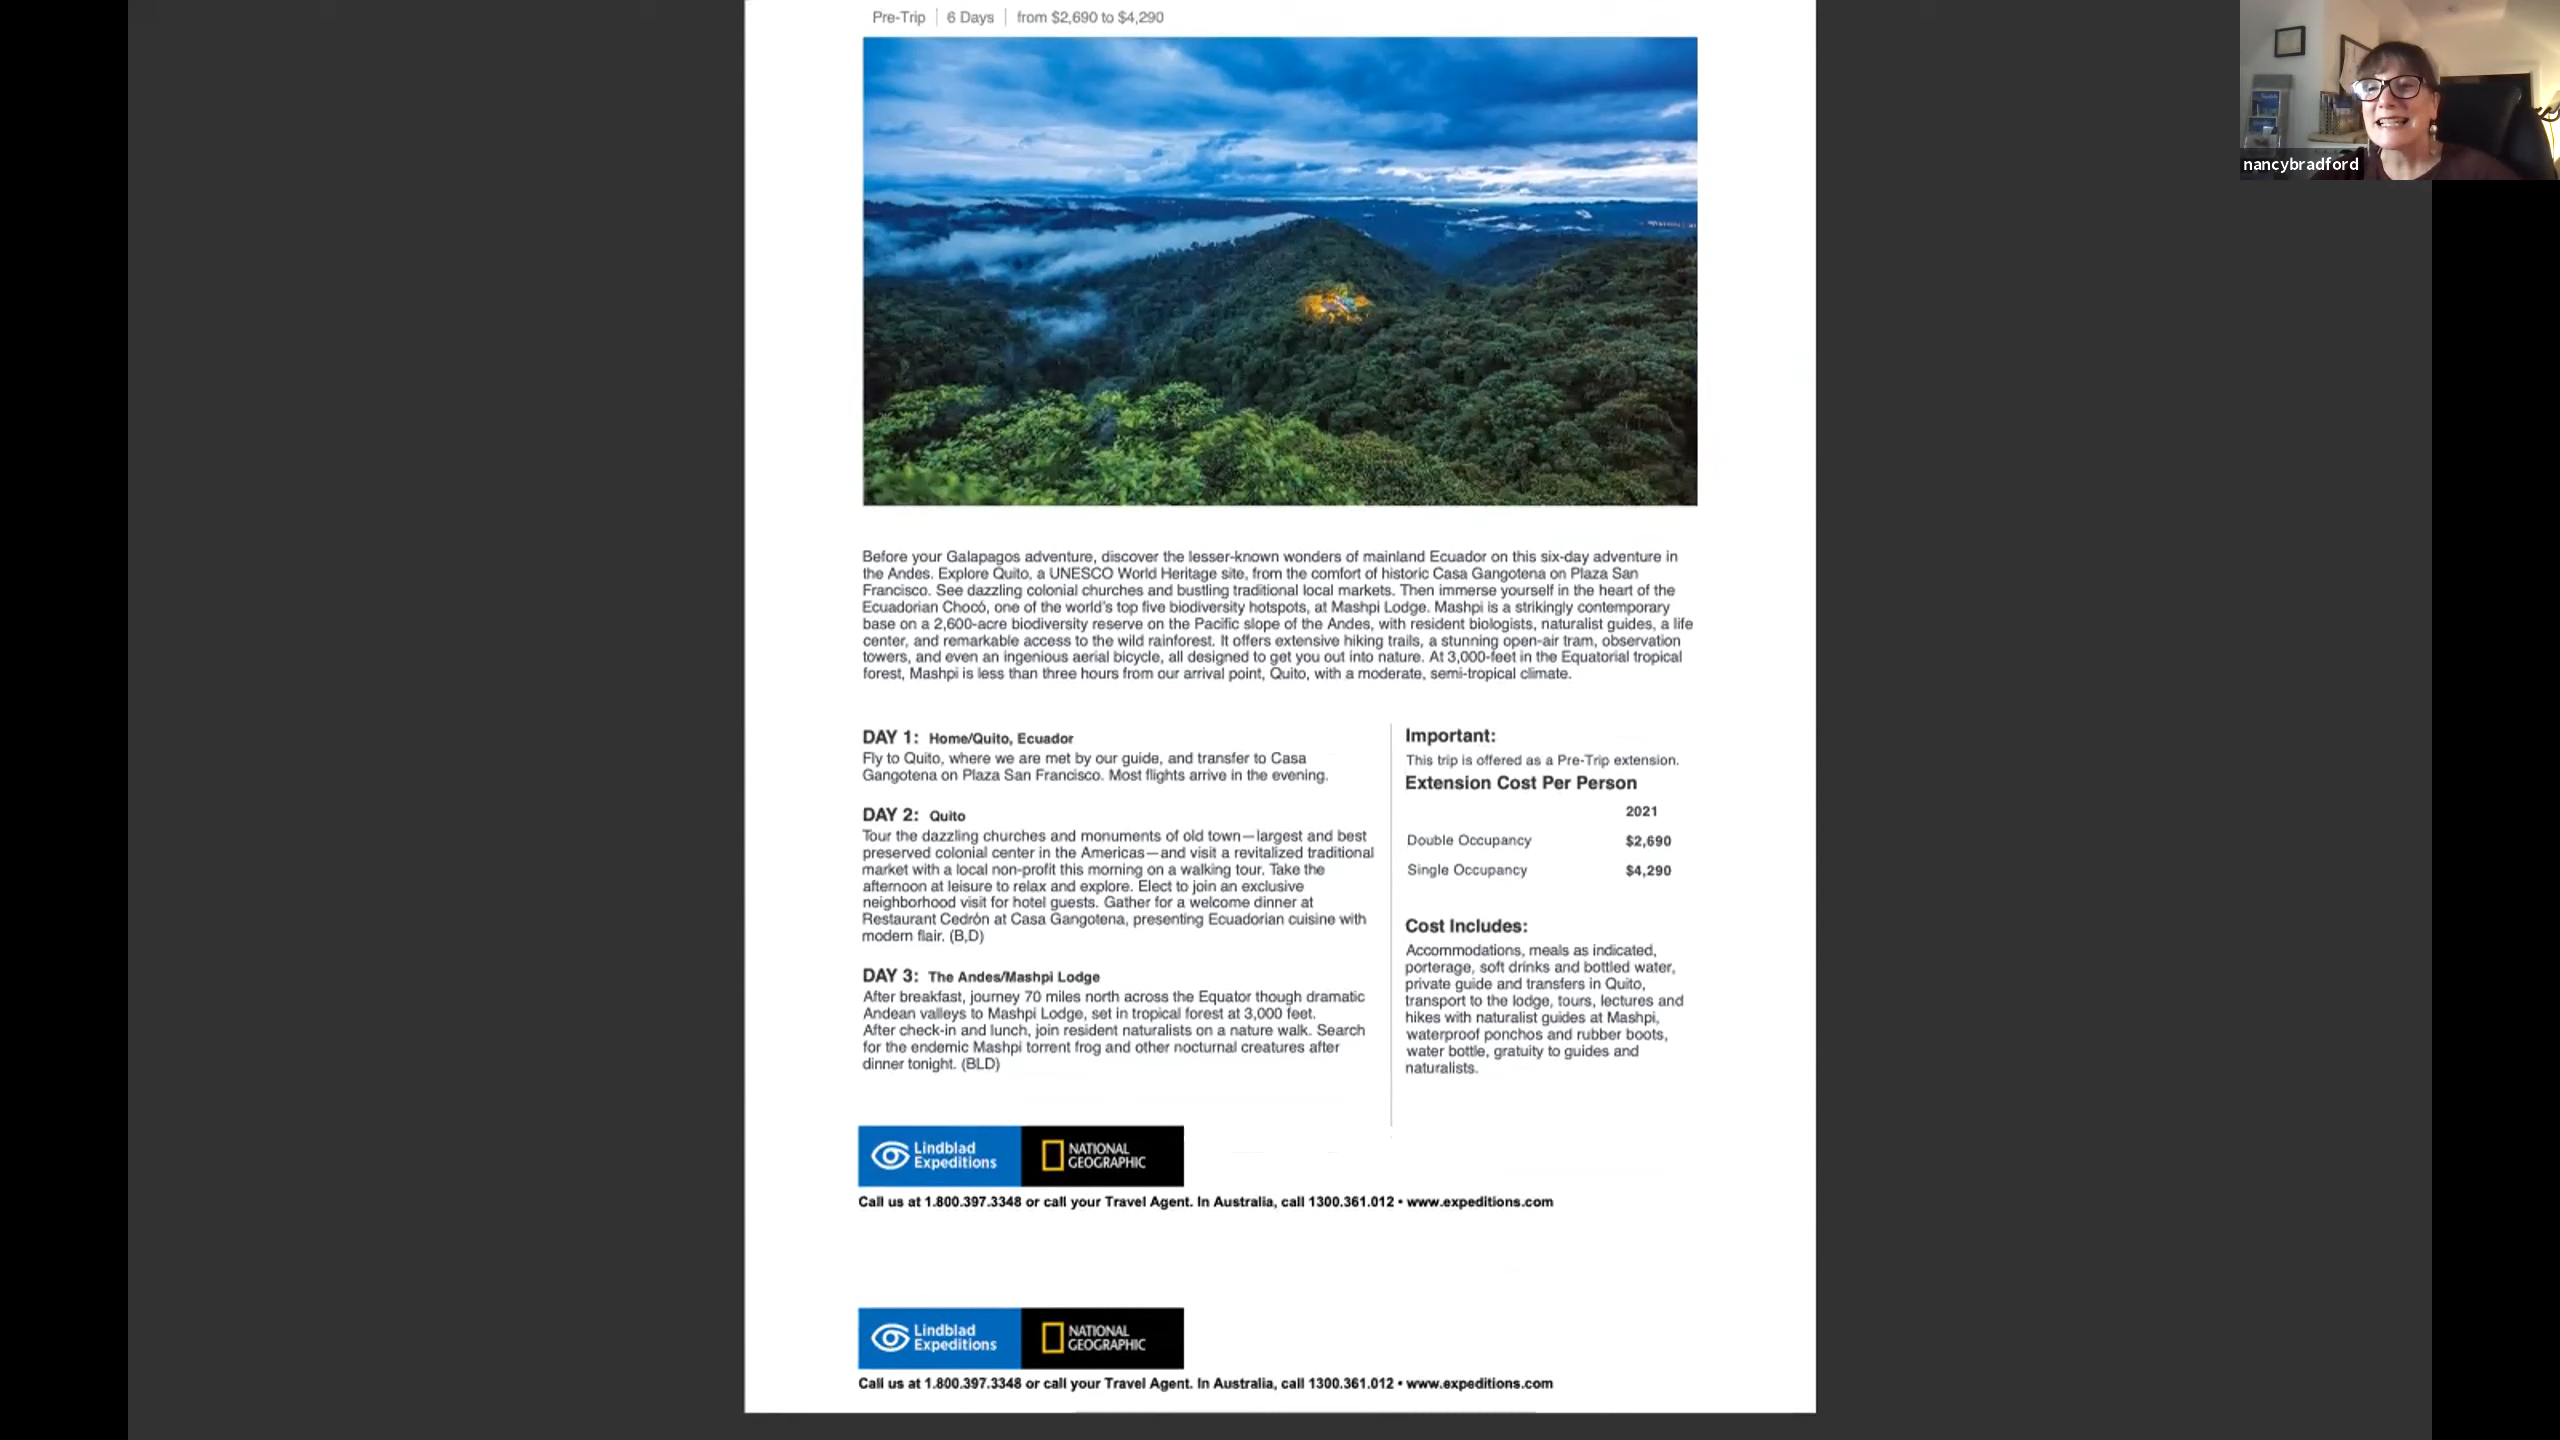 Pre-Trip | 6 Days | from $2,690 to $4,290
nancybradford
Before your Galapagos adventure, discover the lesser-known wonders of mainland Ecuador on this six-day adventure in
the Andes. Explore Quito, a UNESCO World Heritage site, from the comfort of historic Casa Gangotena on Plaza San
Francisco. See dazzling colonial churches and bustling traditional local markets. Then immerse yourself in the heart of the
Ecuadorian Chocó, one of the world's top five biodiversity hotspots, at Mashpi Lodge. Mashpi is a strikingly contemporary
base on a 2,600-acre biodiversity reserve on the Pacific slope of the Andes, with resident biologists, naturalist guides, a life
center, and remarkable access to the wild rainforest. It offers extensive hiking trails, a stunning open-air tram, observation
towers, and even an ingenious aerial bicycle, all designed to get you out into nature. At 3,000-feet in the Equatorial tropical
forest, Mashpi is less than three hours from our arrival point, Quito, with a moderate, semi-tropical climate.
DAY 1: Home/Quito, Ecuador
Fly to Quito, where we are met by our guide, and transfer to Casa
Gangotena on Plaza San Francisco. Most flights arrive in the evening.
DAY 2: Quito
Tour the dazzling churches and monuments of old town—largest and best
preserved colonial center in the Americas—and visit a revitalized traditional
market with a local non-profit this morning on a walking tour. Take the
afternoon at leisure to relax and explore. Elect to join an exclusive
neighborhood visit for hotel guests. Gather for a welcome dinner at
Restaurant Cedrón at Casa Gangotena, presenting Ecuadorian cuisine with
modern flair. (B,D)
DAY 3: The Andes/Mashpi Lodge
After breakfast, journey 70 miles north across the Equator though dramatic
Andean valleys to Mashpi Lodge, set in tropical forest at 3,000 feet.
After check-in and lunch, join resident naturalists on a nature walk. Search
for the endemic Mashpi torrent frog and other nocturnal creatures after
dinner tonight. (BLD)
Important:
This trip is offered as a Pre-Trip extension.
Extension Cost Per Person
2021
Double Occupancy $2,690
Single Occupancy $4,290
Cost Includes:
Accommodations, meals as indicated,
porterage, soft drinks and bottled water,
private guide and transfers in Quito,
transport to the lodge, tours, lectures and
hikes with naturalist guides at Mashpi,
waterproof ponchos and rubber boots,
water bottle, gratuity to guides and
naturalists.
Lindblad
Expeditions
NATIONAL
GEOGRAPHIC
Call us at 1.800.397.3348 or call your Travel Agent. In Australia, call 1300.361.012 • www.expeditions.com
Lindblad
Expeditions
NATIONAL
GEOGRAPHIC
Call us at 1.800.397.3348 or call your Travel Agent. In Australia, call 1300.361.012 • www.expeditions.com